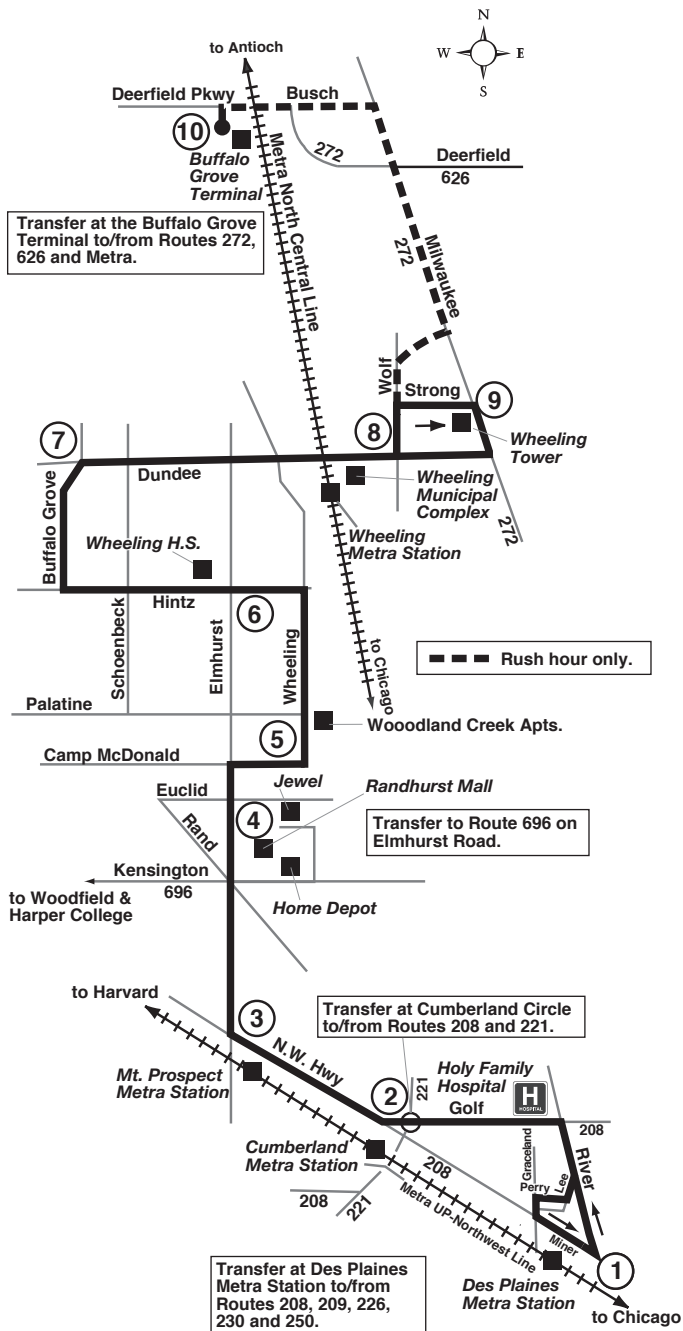 N
W E
S
to Antioch
Deerfield Pkwy
Busch
10
Buffalo
Grove
Terminal
Metra North Central Line
272
Deerfield
626
Transfer at the Buffalo Grove
Terminal to/from Routes 272,
626 and Metra.
272
Milwaukee
Wolf
Strong
9
8
7
Wheeling
Tower
Dundee
Wheeling
Municipal
Complex
272
Buffalo Grove
Wheeling H.S.
Wheeling
Metra Station
Hintz
6
Schoenbeck
Elmhurst
Wheeling
to Chicago
Rush hour only.
Palatine
Wooodland Creek Apts.
5
Camp McDonald
Jewel
Randhurst Mall
Euclid
4
Rand
Transfer to Route 696 on
Elmhurst Road.
Kensington
696
to Woodfield &
Harper College
Home Depot
to Harvard
3
Transfer at Cumberland Circle
to/from Routes 208 and 221.
N.W. Hwy
Mt. Prospect
Metra Station
2
221
Holy Family
Hospital
H
HOSPITAL
Golf
208
Cumberland
Metra Station
208
Graceland
River
Perry
Lee
208
221
Metra UP-Northwest Line
Miner
1
Transfer at Des Plaines
Metra Station to/from
Routes 208, 209, 226,
230 and 250.
Des Plaines
Metra Station
to Chicago